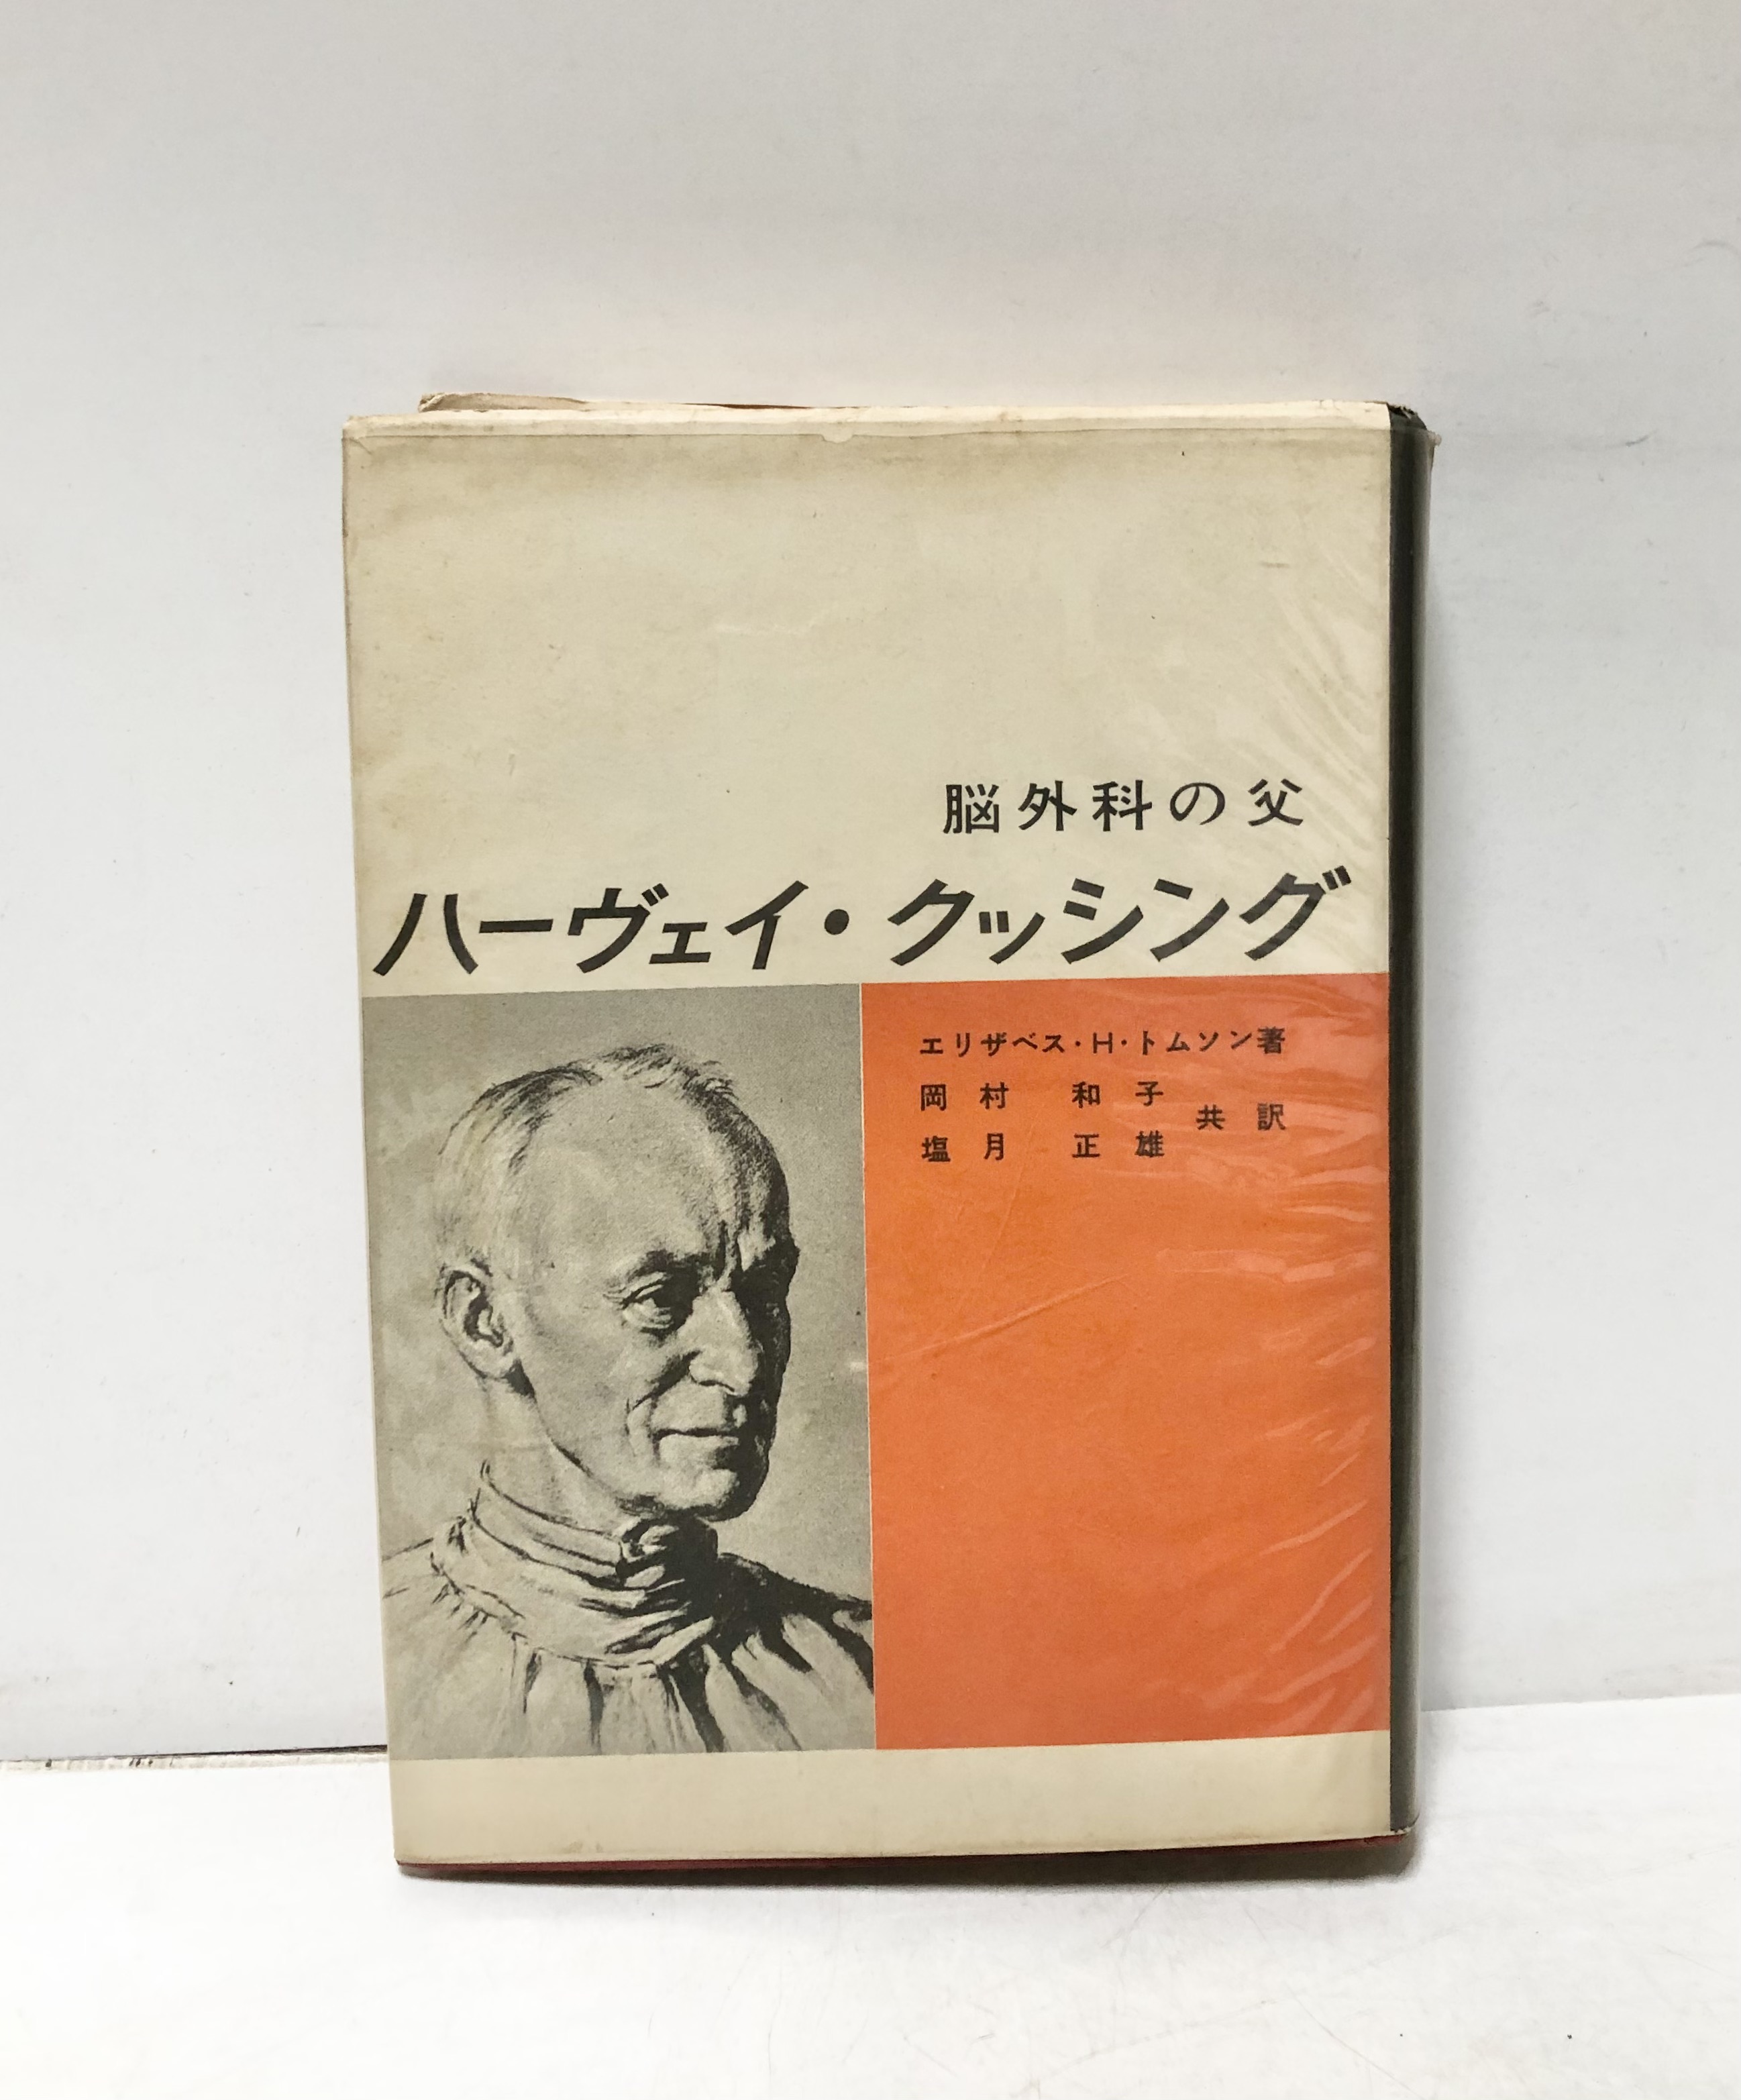 脳外科の父
ハーヴェイ・クッシング
エリザベス・H・トムソン著
岡村 和子
塩月 正雄
共訳